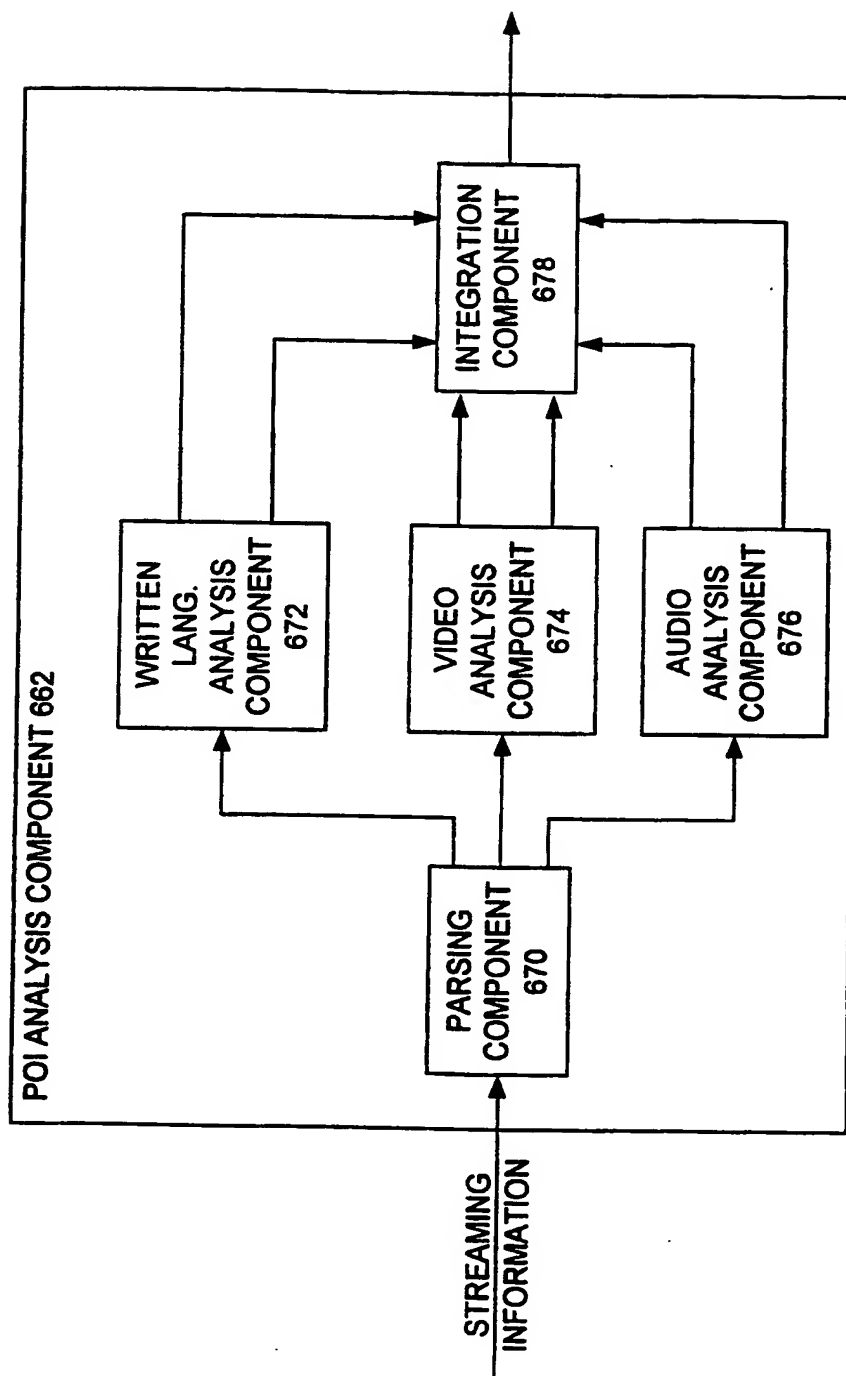 POI ANALYSIS COMPONENT 662
STREAMING
INFORMATION
PARSING
COMPONENT
670
WRITTEN
LANG.
ANALYSIS
COMPONENT
672
VIDEO
ANALYSIS
COMPONENT
674
AUDIO
ANALYSIS
COMPONENT
676
INTEGRATION
COMPONENT
678